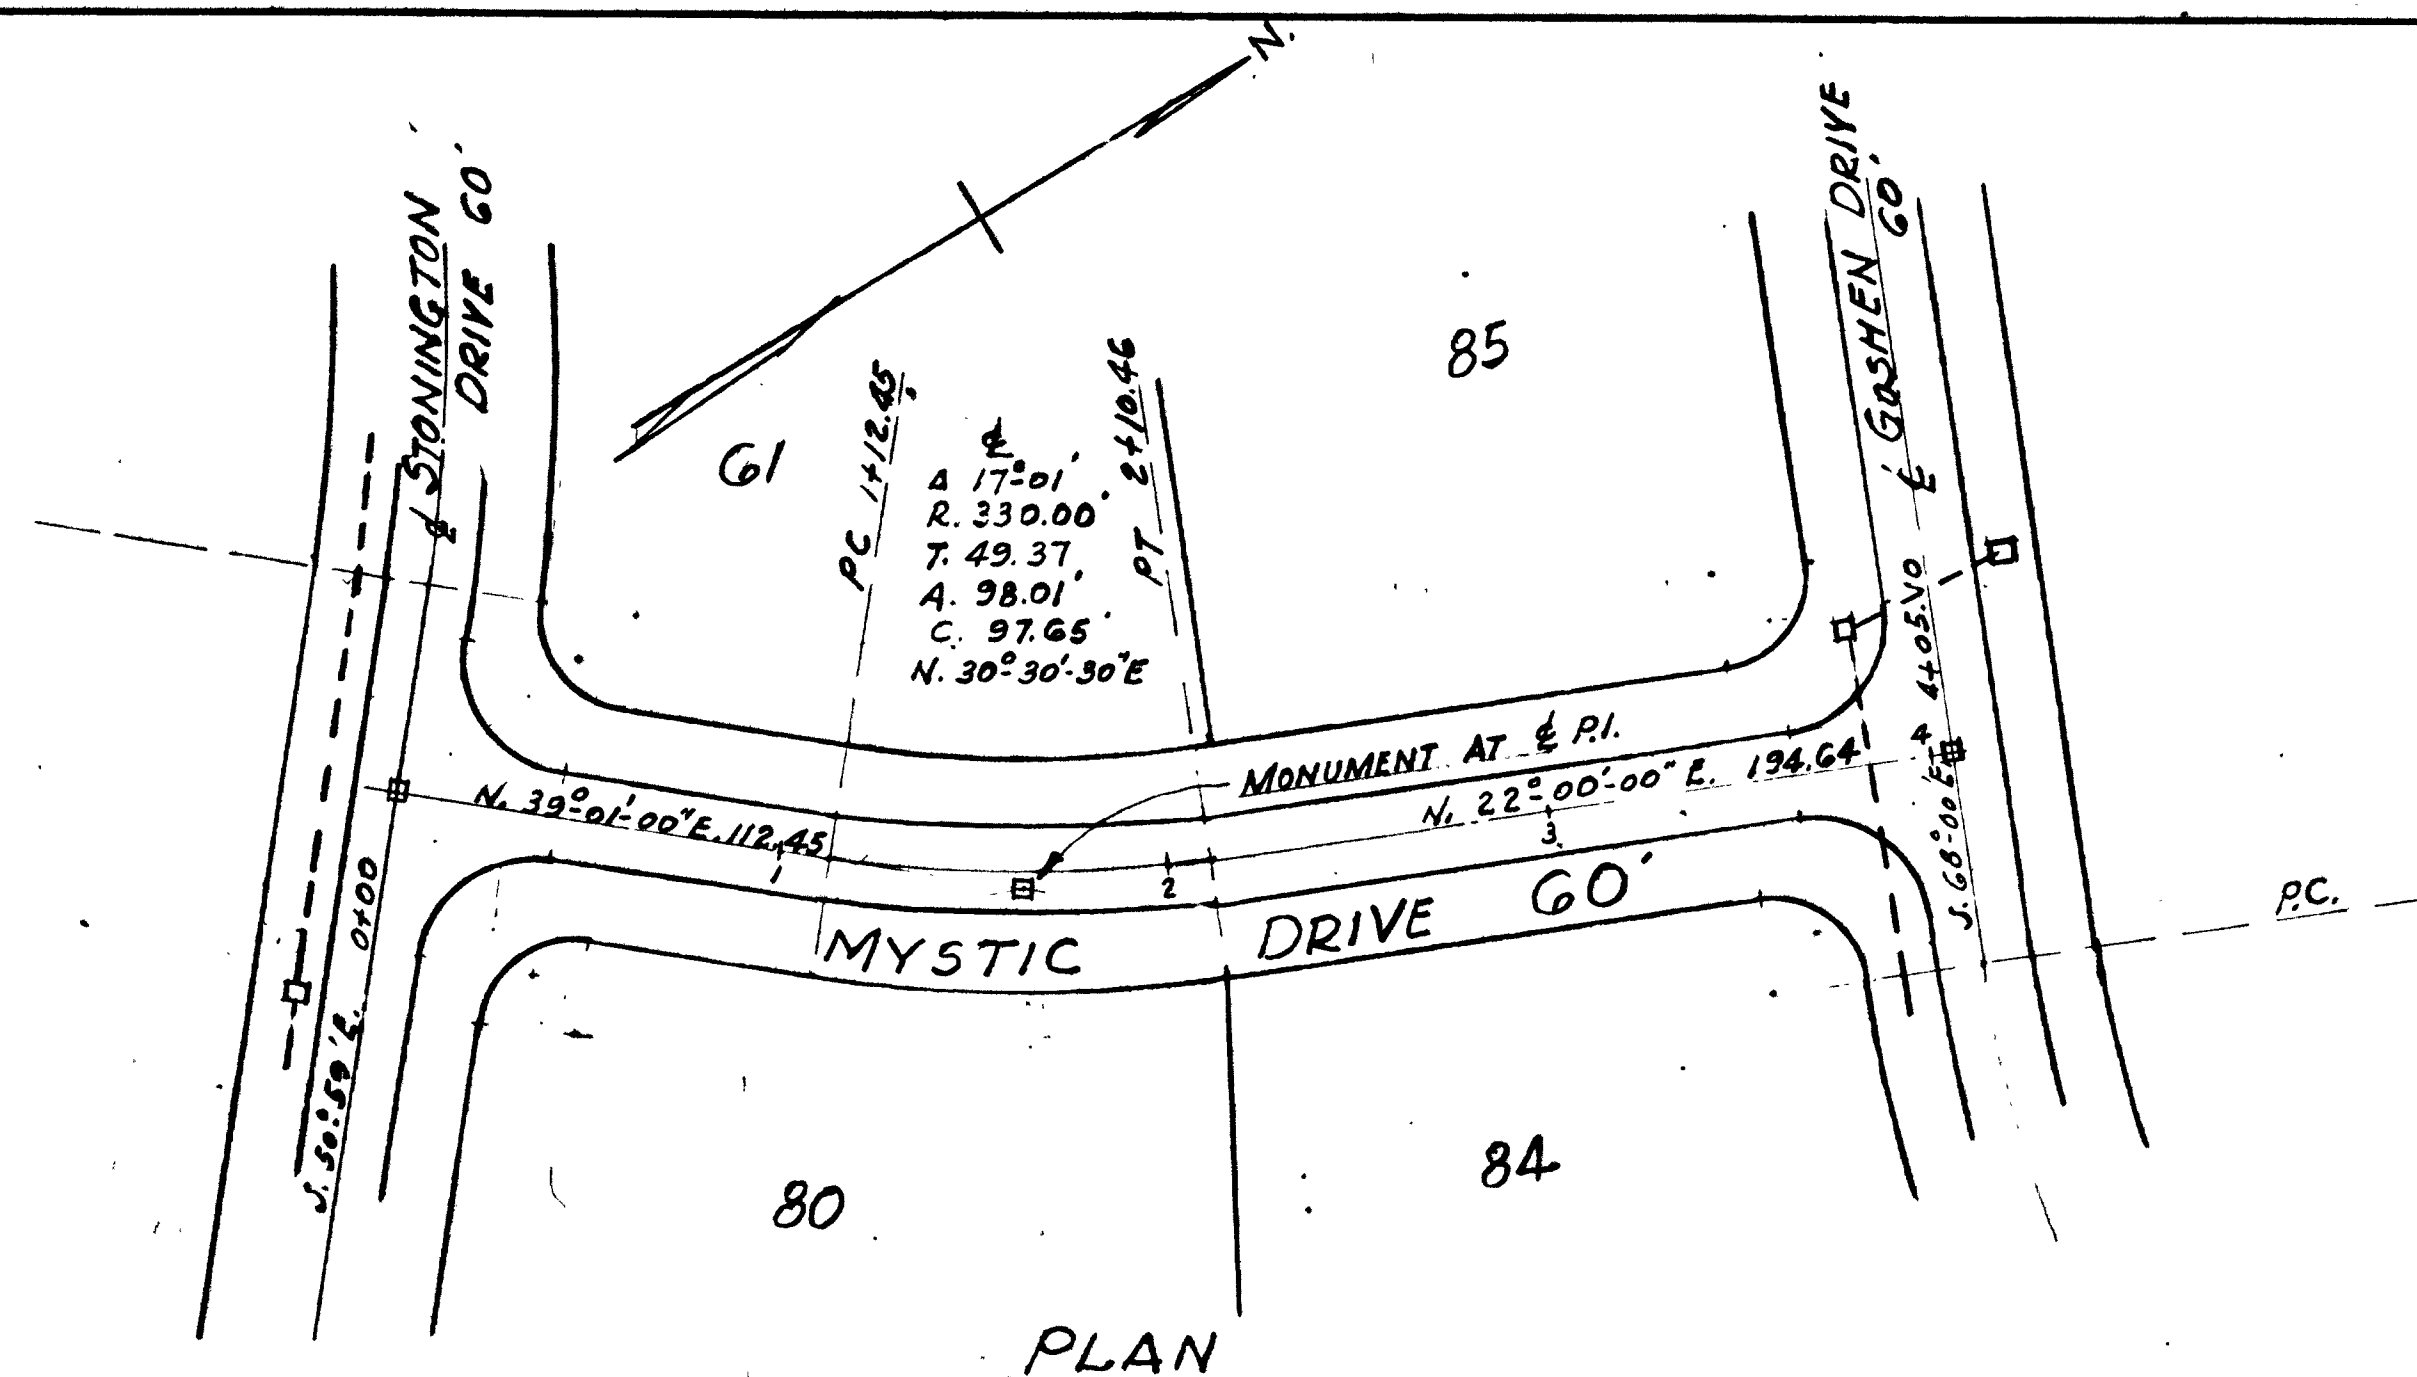 N.
℄ STONNINGTON
DRIVE 60'
℄ GOSHEN DRIVE
60'
61
85
PC 1+12.45
℄
Δ 17°-01'
R. 330.00'
T. 49.37
A. 98.01'
C. 97.65'
N. 30°-30'-30"E
PT 2+10.46
MONUMENT AT ℄ P.I.
N. 39°-01'-00"E. 112.45
N. 22°-00'-00" E. 194.64
1
2
3
4
4+05.10
S. 68°-00'E
0+00
S. 50°-59'E.
MYSTIC DRIVE 60'
P.C.
80
84
PLAN